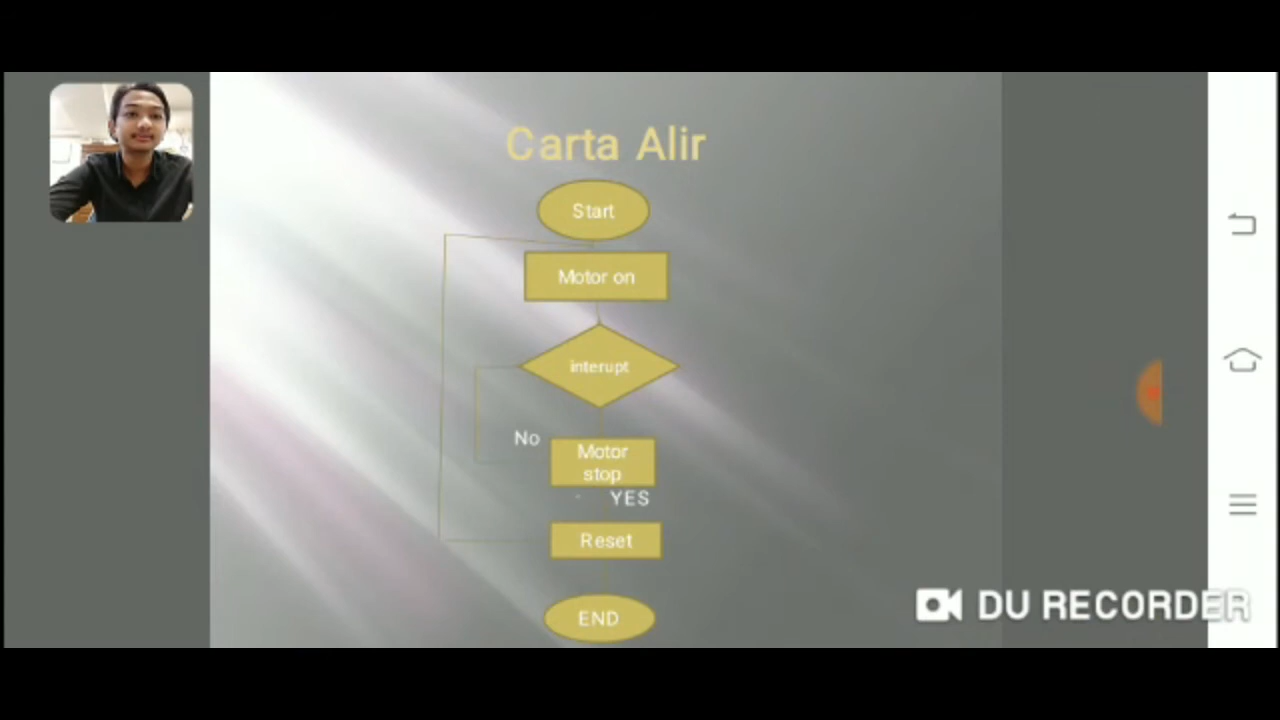 Carta Alir
Start
Motor on
interupt
No
Motor
stop
YES
Reset
END
DU RECORDER